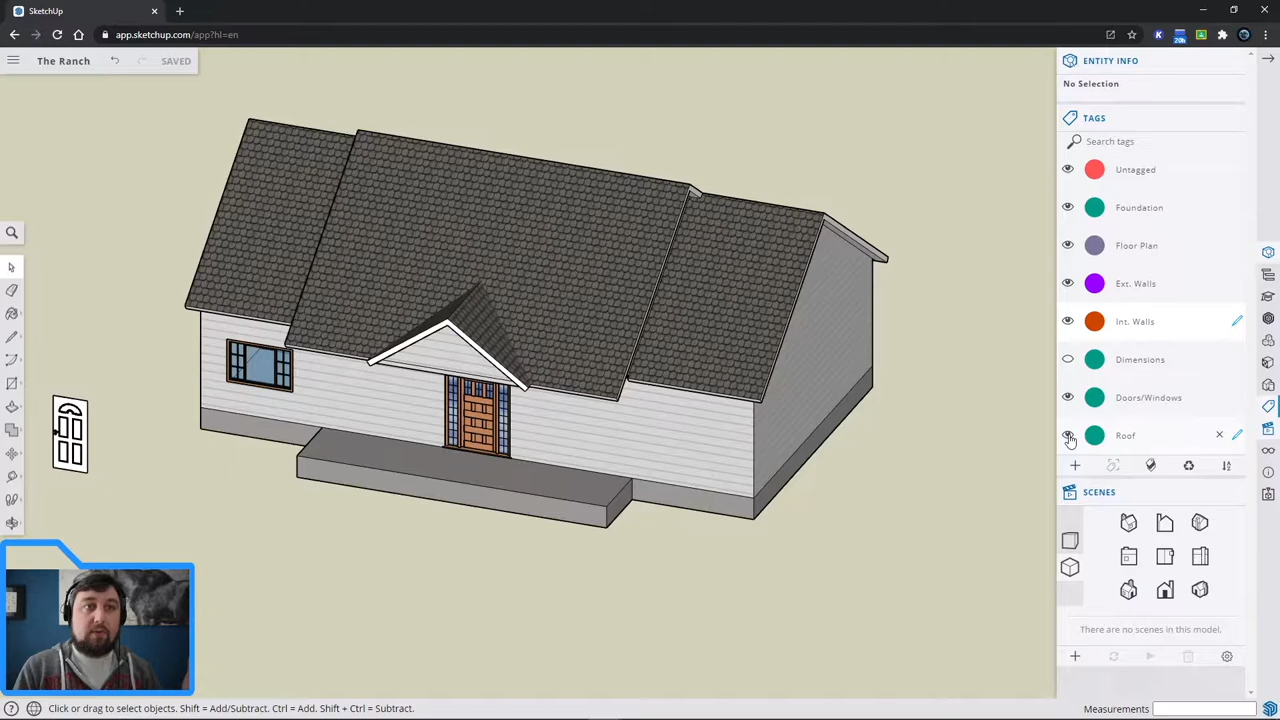 SketchUp
app.sketchup.com/app?hl=en
20h
The Ranch
SAVED
ENTITY INFO
No Selection
TAGS
Search tags
Untagged
Foundation
Floor Plan
Ext. Walls
Int. Walls
Dimensions
Doors/Windows
Roof
SCENES
There are no scenes in this model.
Click or drag to select objects. Shift = Add/Subtract. Ctrl = Add. Shift + Ctrl = Subtract.
Measurements